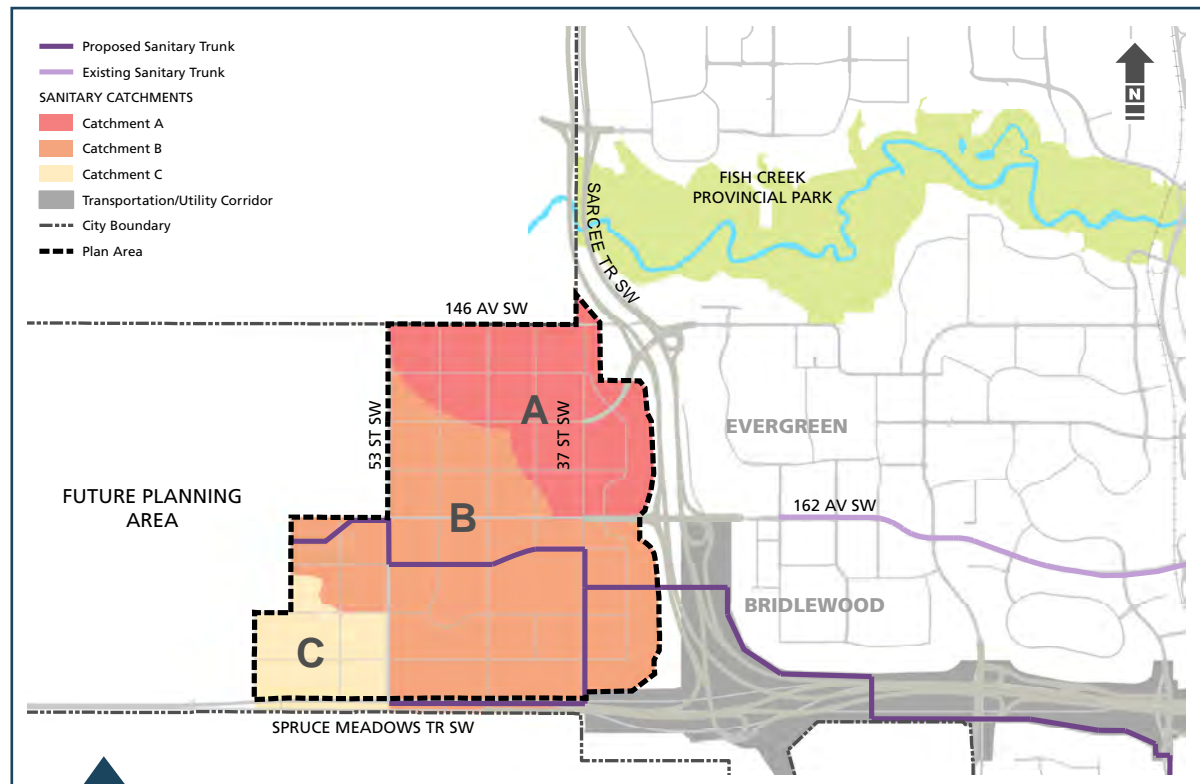 Proposed Sanitary Trunk
Existing Sanitary Trunk
SANITARY CATCHMENTS
Catchment A
Catchment B
Catchment C
Transportation/Utility Corridor
City Boundary
Plan Area
N
FISH CREEK
PROVINCIAL PARK
SARCEE TR SW
146 AV SW
A
53 ST SW
37 ST SW
EVERGREEN
FUTURE PLANNING
AREA
B
162 AV SW
BRIDLEWOOD
C
SPRUCE MEADOWS TR SW